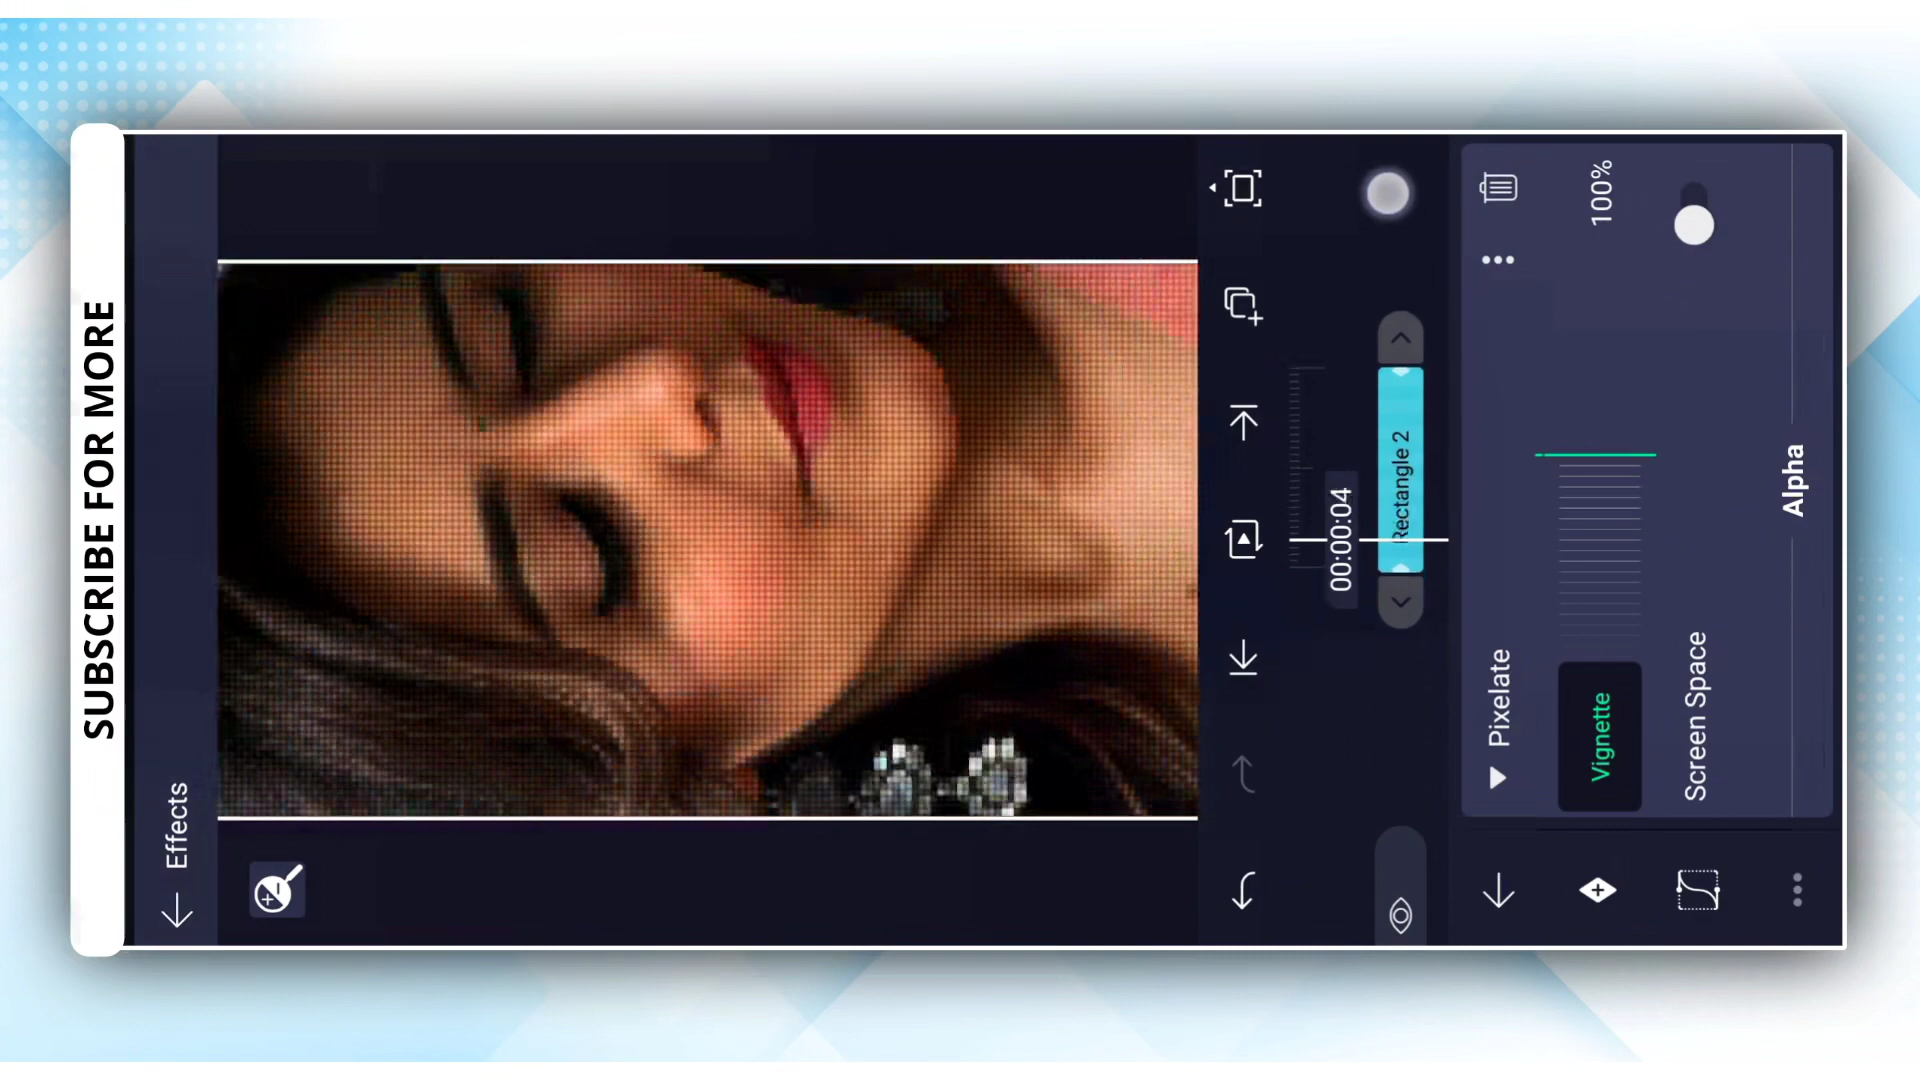 SUBSCRIBE FOR MORE
Effects
00:00:04
Rectangle 2
Pixelate
Vignette
100%
Screen Space
Alpha